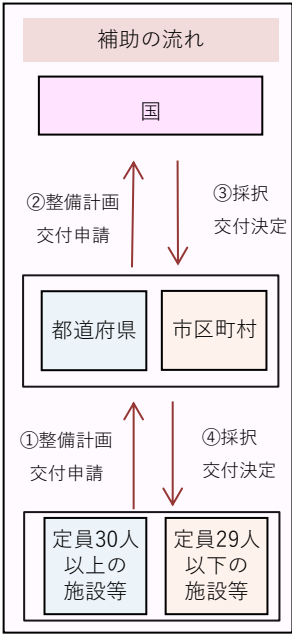 補助の流れ
国
②整備計画
交付申請
③採択
交付決定
都道府県
市区町村
①整備計画
交付申請
④採択
交付決定
定員30人
以上の
施設等
定員29人
以下の
施設等